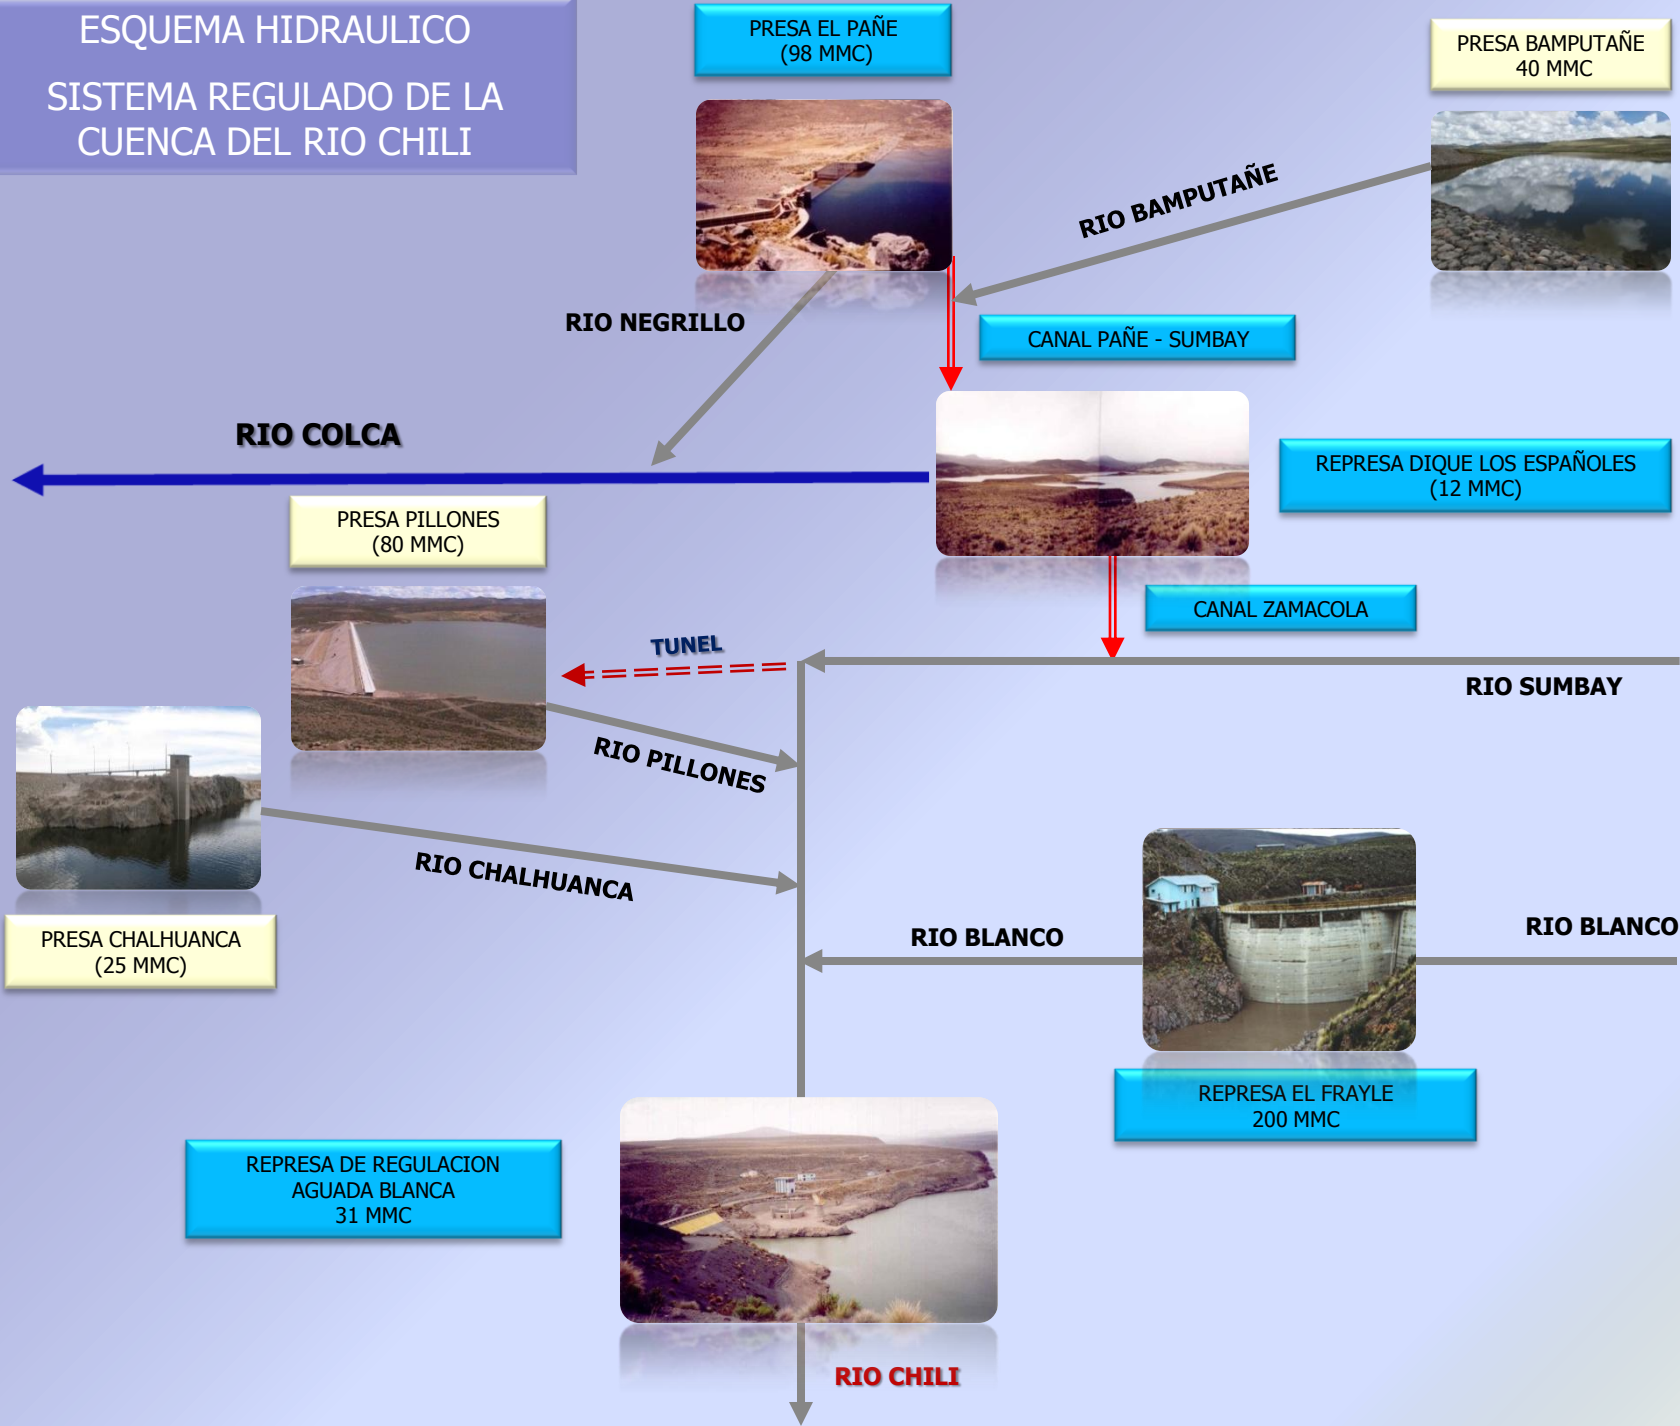 ESQUEMA HIDRAULICO
SISTEMA REGULADO DE LA
CUENCA DEL RIO CHILI
PRESA EL PAÑE
(98 MMC)
PRESA BAMPUTAÑE
40 MMC
RIO BAMPUTAÑE
RIO NEGRILLO
CANAL PAÑE - SUMBAY
RIO COLCA
REPRESA DIQUE LOS ESPAÑOLES
(12 MMC)
PRESA PILLONES
(80 MMC)
CANAL ZAMACOLA
TUNEL
RIO SUMBAY
RIO PILLONES
RIO CHALHUANCA
PRESA CHALHUANCA
(25 MMC)
RIO BLANCO
RIO BLANCO
REPRESA EL FRAYLE
200 MMC
REPRESA DE REGULACION
AGUADA BLANCA
31 MMC
RIO CHILI